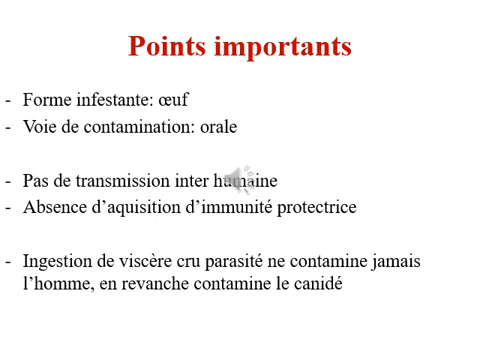 Points importants
- Forme infestante: œuf
- Voie de contamination: orale
- Pas de transmission inter humaine
- Absence d’aquisition d’immunité protectrice
- Ingestion de viscère cru parasité ne contamine jamais
l’homme, en revanche contamine le canidé